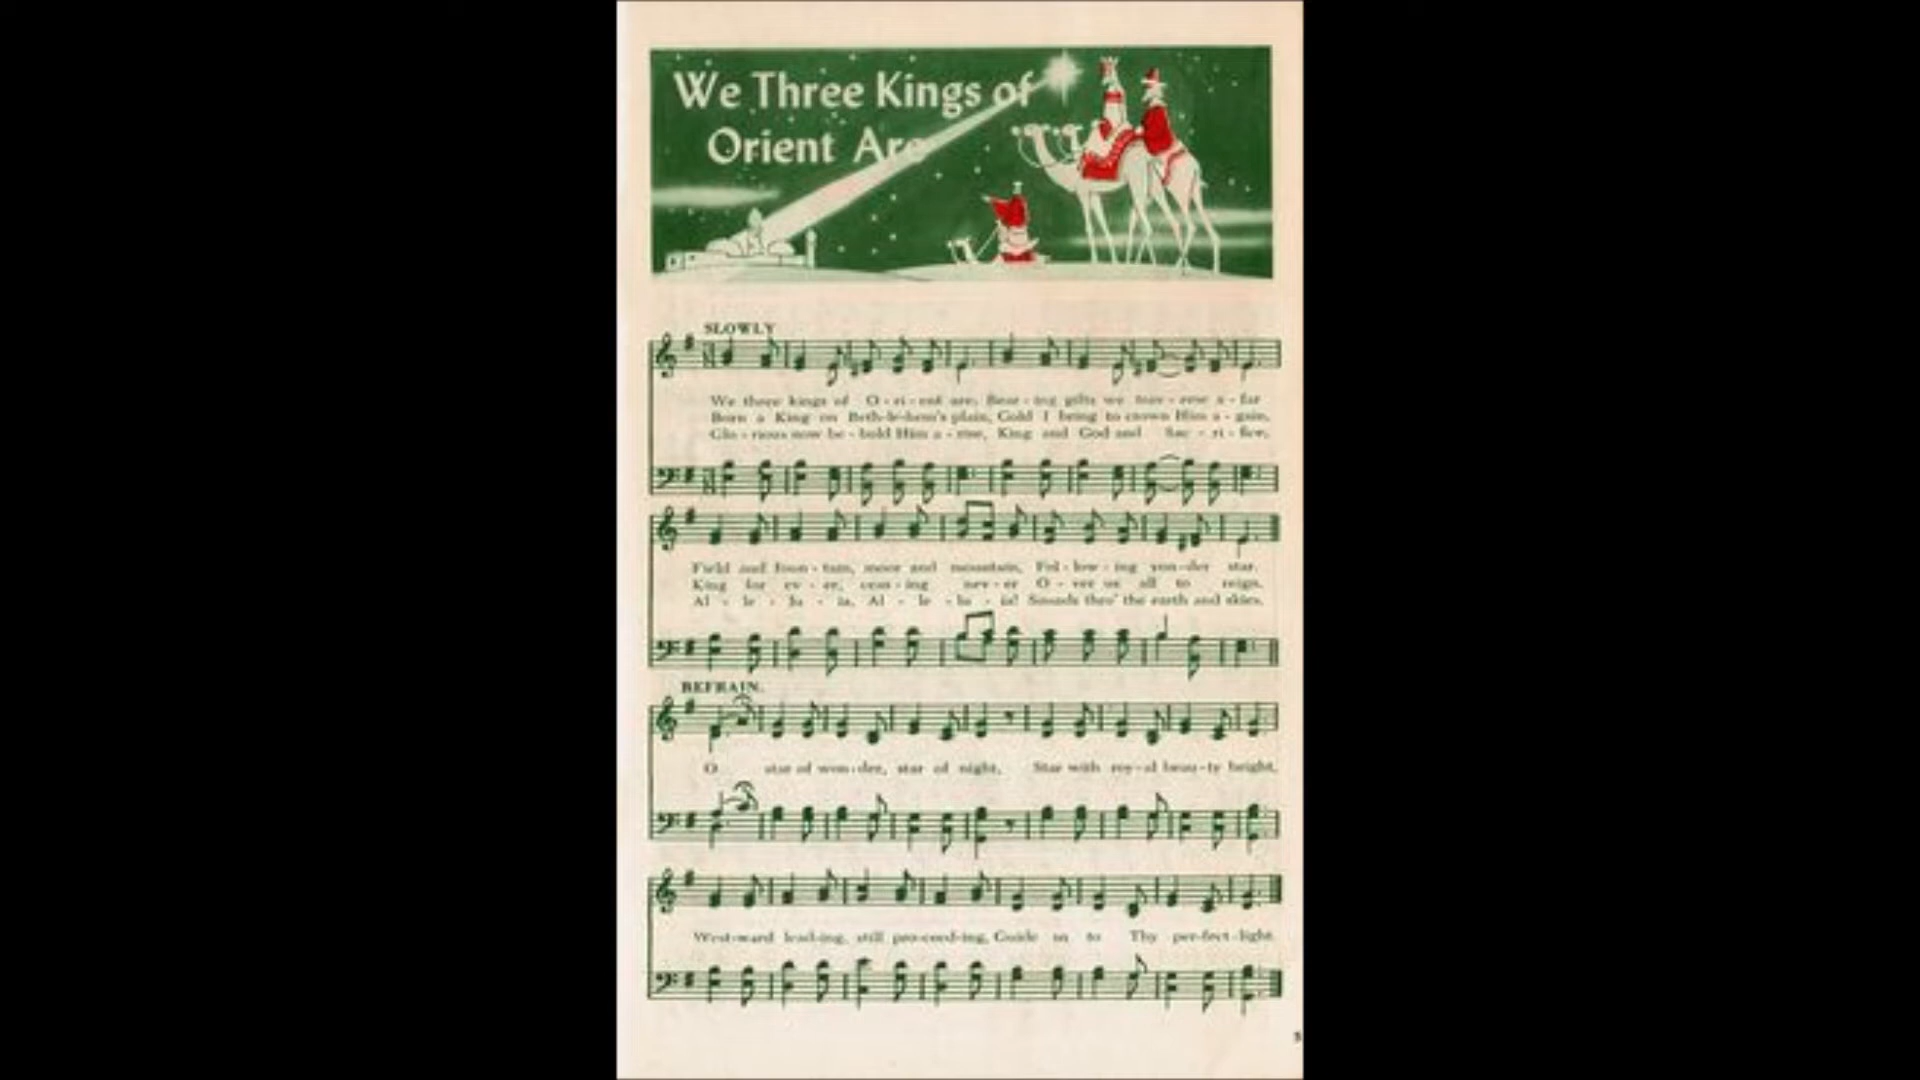 We Three Kings of
Orient Are
SLOWLY
We three kings of O - ri - ent are, Bear - ing gifts we trav - erse a - far
Born a King on Beth-le-hem's plain, Gold I bring to crown Him a - gain,
Glo - rious now be - hold Him a - rise, King and God and Sac - ri - fice,
Field and foun - tain, moor and mountain, Fol - low - ing yon-der star.
King for ev - er, ceas - ing nev - er O - ver us all to reign.
Al - le - lu - ia, Al - le - lu - ia! Sounds thro' the earth and skies.
REFRAIN.
O star of won-der, star of night, Star with roy-al beau-ty bright,
West-ward lead-ing, still pro-ceed-ing, Guide us to Thy per-fect light.